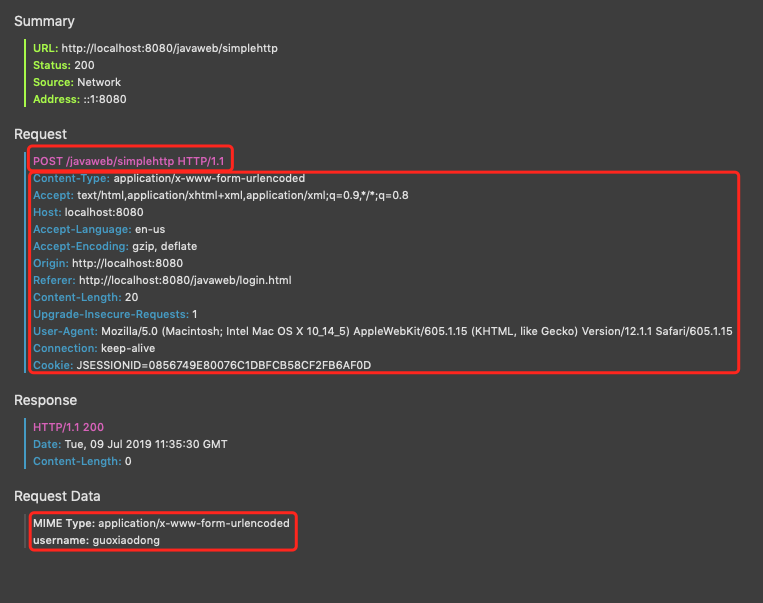 Summary
URL: http://localhost:8080/javaweb/simplehttp
Status: 200
Source: Network
Address: ::1:8080
Request
POST /javaweb/simplehttp HTTP/1.1
Content-Type: application/x-www-form-urlencoded
Accept: text/html,application/xhtml+xml,application/xml;q=0.9,*/*;q=0.8
Host: localhost:8080
Accept-Language: en-us
Accept-Encoding: gzip, deflate
Origin: http://localhost:8080
Referer: http://localhost:8080/javaweb/login.html
Content-Length: 20
Upgrade-Insecure-Requests: 1
User-Agent: Mozilla/5.0 (Macintosh; Intel Mac OS X 10_14_5) AppleWebKit/605.1.15 (KHTML, like Gecko) Version/12.1.1 Safari/605.1.15
Connection: keep-alive
Cookie: JSESSIONID=0856749E80076C1DBFCB58CF2FB6AF0D
Response
HTTP/1.1 200
Date: Tue, 09 Jul 2019 11:35:30 GMT
Content-Length: 0
Request Data
MIME Type: application/x-www-form-urlencoded
username: guoxiaodong